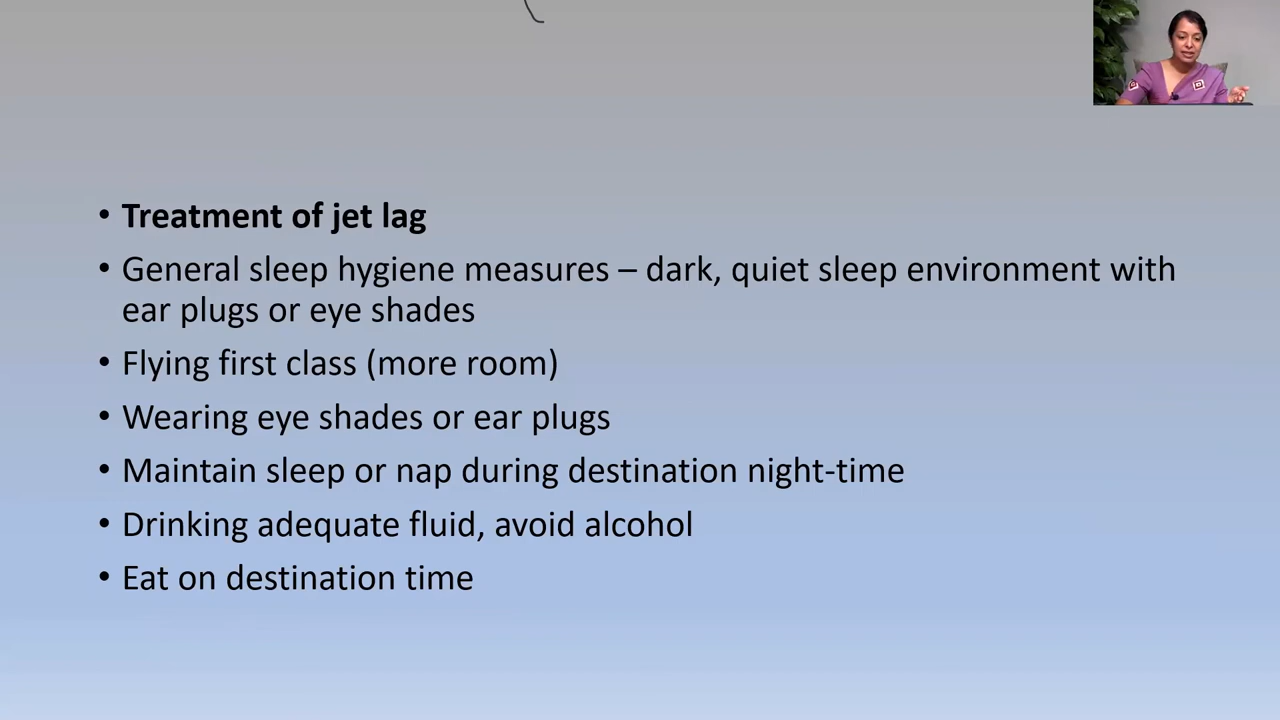 • Treatment of jet lag
• General sleep hygiene measures – dark, quiet sleep environment with
ear plugs or eye shades
• Flying first class (more room)
• Wearing eye shades or ear plugs
• Maintain sleep or nap during destination night-time
• Drinking adequate fluid, avoid alcohol
• Eat on destination time